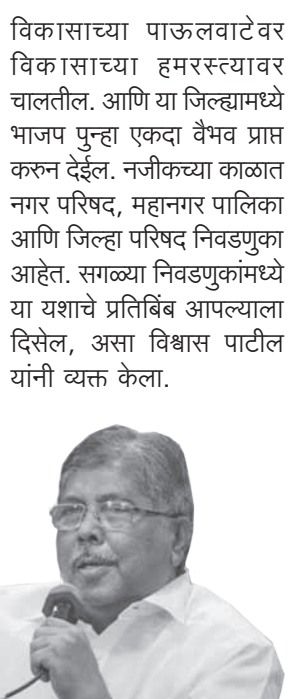 विकासाच्या पाऊलवाटेवर
विकासाच्या हमरस्त्यावर
चालतील. आणि या जिल्ह्यामध्ये
भाजप पुन्हा एकदा वैभव प्राप्त
करुन देईल. नजीकच्या काळात
नगर परिषद, महानगर पालिका
आणि जिल्हा परिषद निवडणुका
आहेत. सगळ्या निवडणुकांमध्ये
या यशाचे प्रतिबिंब आपल्याला
दिसेल, असा विश्वास पाटील
यांनी व्यक्त केला.